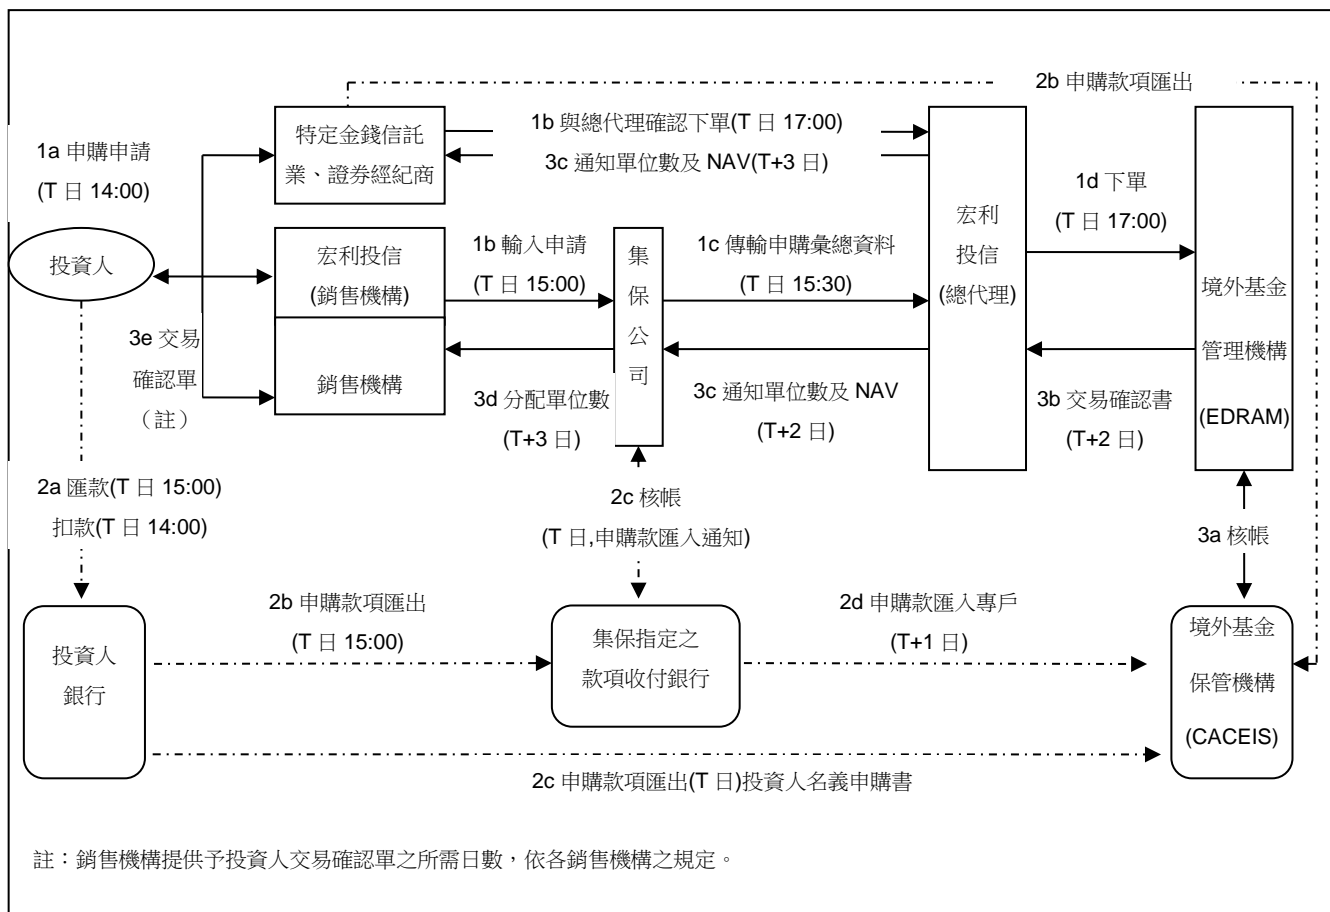 2b 申購款項匯出
1a 申購申請
(T 日 14:00)
特定金錢信託
業、證券經紀商
1b 與總代理確認下單(T 日 17:00)
3c 通知單位數及 NAV(T+3 日)
1d 下單
(T 日 17:00)
投資人
宏利投信
(銷售機構)
1b 輸入申請
(T 日 15:00)
集
保
公
司
1c 傳輸申購彙總資料
(T 日 15:30)
宏利
投信
(總代理)
境外基金
管理機構
(EDRAM)
3e 交易
確認單
（註）
銷售機構
3d 分配單位數
(T+3 日)
3c 通知單位數及 NAV
(T+2 日)
3b 交易確認書
(T+2 日)
2a 匯款(T 日 15:00)
扣款(T 日 14:00)
2c 核帳
(T 日,申購款匯入通知)
3a 核帳
投資人
銀行
2b 申購款項匯出
(T 日 15:00)
集保指定之
款項收付銀行
2d 申購款匯入專戶
(T+1 日)
境外基金
保管機構
(CACEIS)
2c 申購款項匯出(T 日)投資人名義申購書
註：銷售機構提供予投資人交易確認單之所需日數，依各銷售機構之規定。